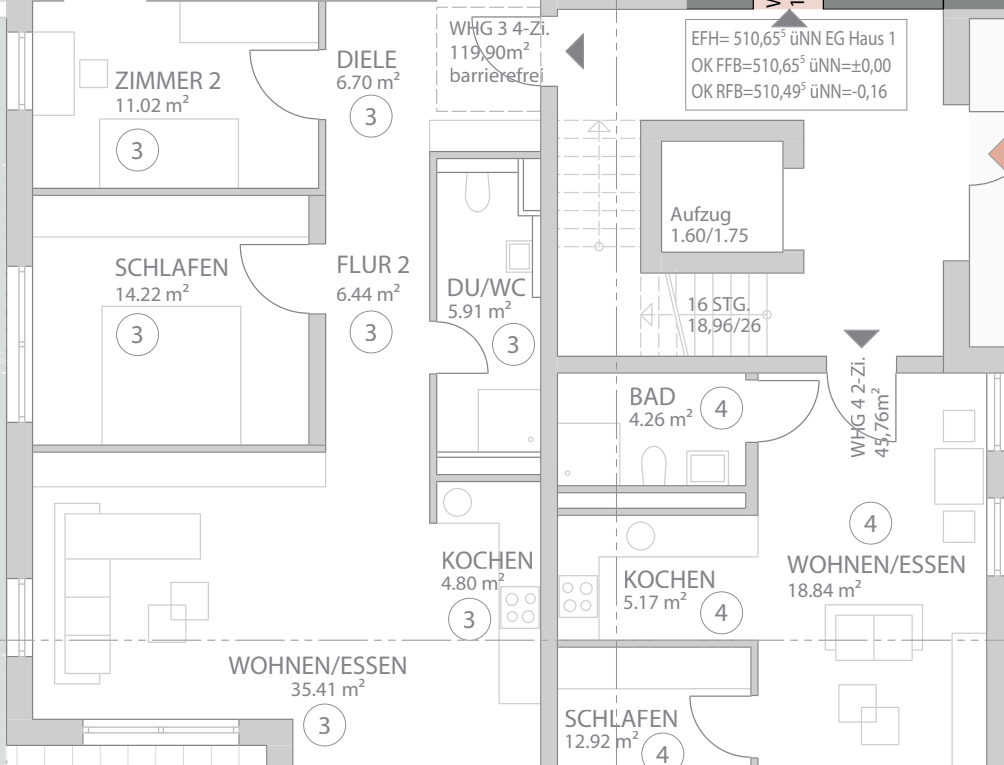 WHG 3 4-Zi.
119,90m²
barrierefrei
EFH= 510,65⁵ üNN EG Haus 1
OK FFB=510,65⁵ üNN=±0,00
OK RFB=510,49⁵ üNN=-0,16
ZIMMER 2
11.02 m²
3
DIELE
6.70 m²
3
Aufzug
1.60/1.75
SCHLAFEN
14.22 m²
3
FLUR 2
6.44 m²
3
DU/WC
5.91 m²
3
16 STG.
18,96/26
WHG 4 2-Zi.
45,76m²
BAD
4.26 m²
4
KOCHEN
4.80 m²
3
KOCHEN
5.17 m²
4
4
WOHNEN/ESSEN
18.84 m²
WOHNEN/ESSEN
35.41 m²
3
SCHLAFEN
12.92 m²
4